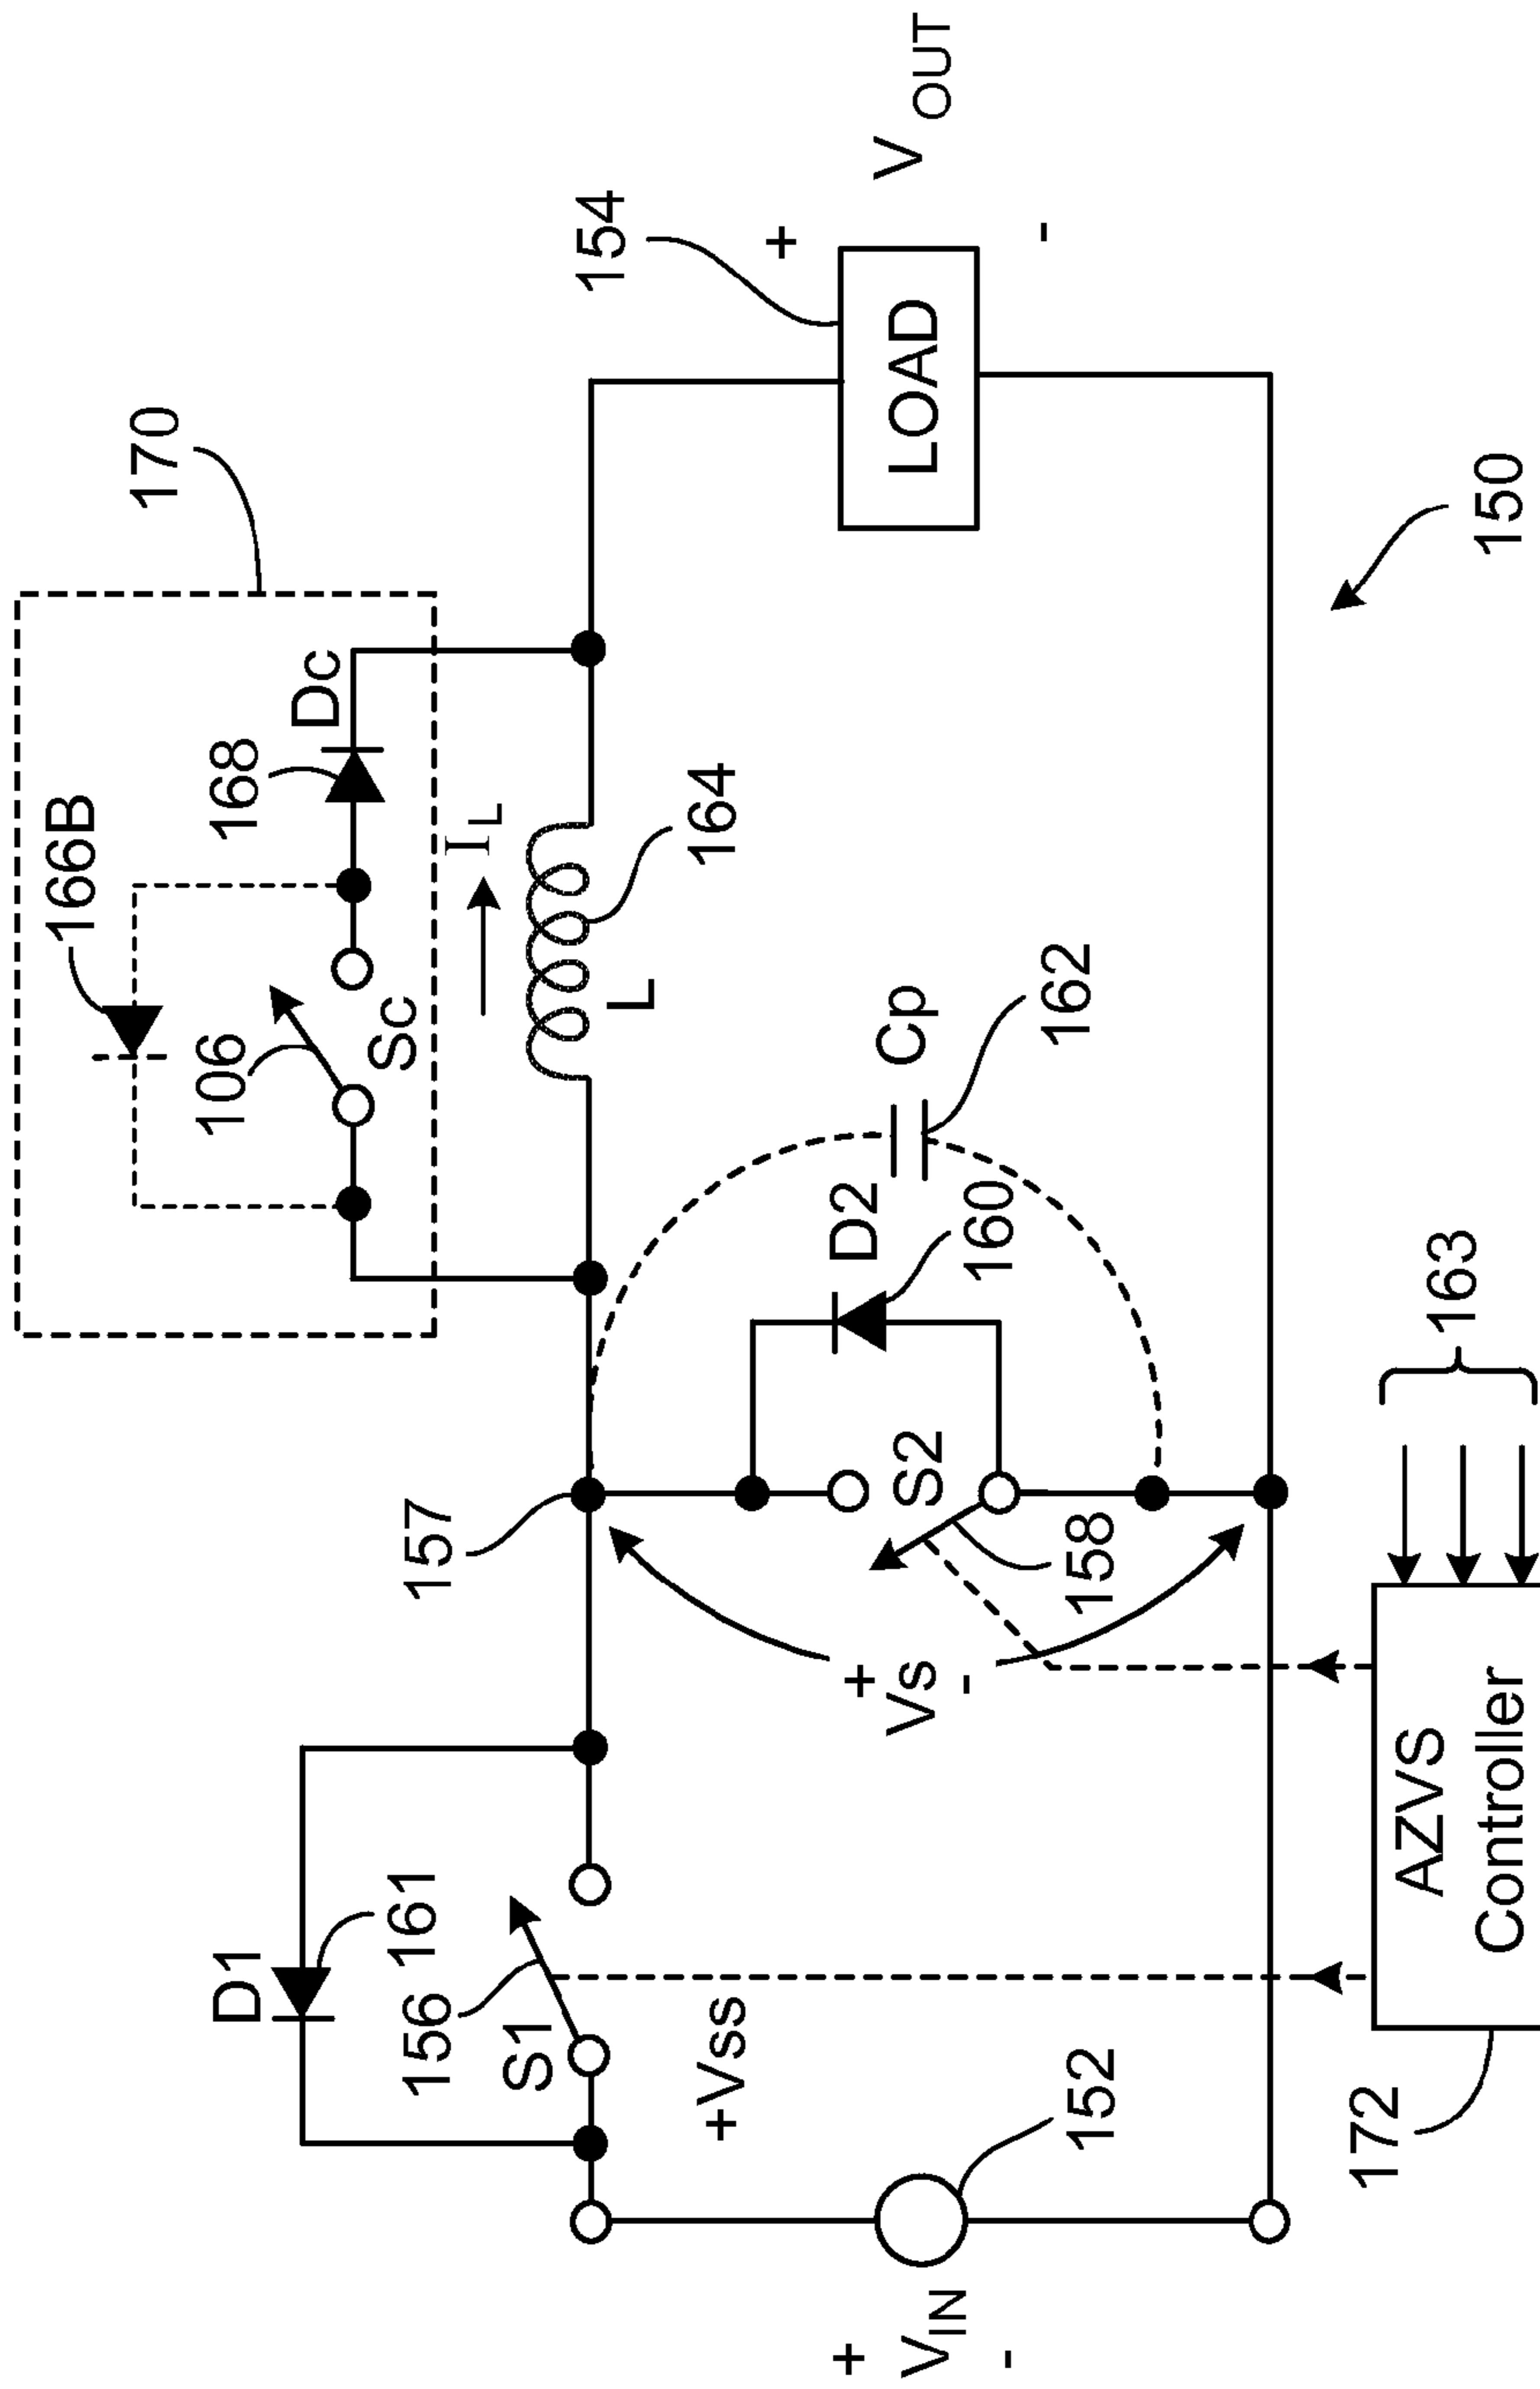 170
166B
168
Dc
106
Sc
I L
D1
161
157
156
S1
L
164
154
+
V OUT
-
LOAD
+Vss
+
Vs
-
S2
158
D2
160
Cp
162
+
VIN
-
152
150
172
AZVS
Controller
163